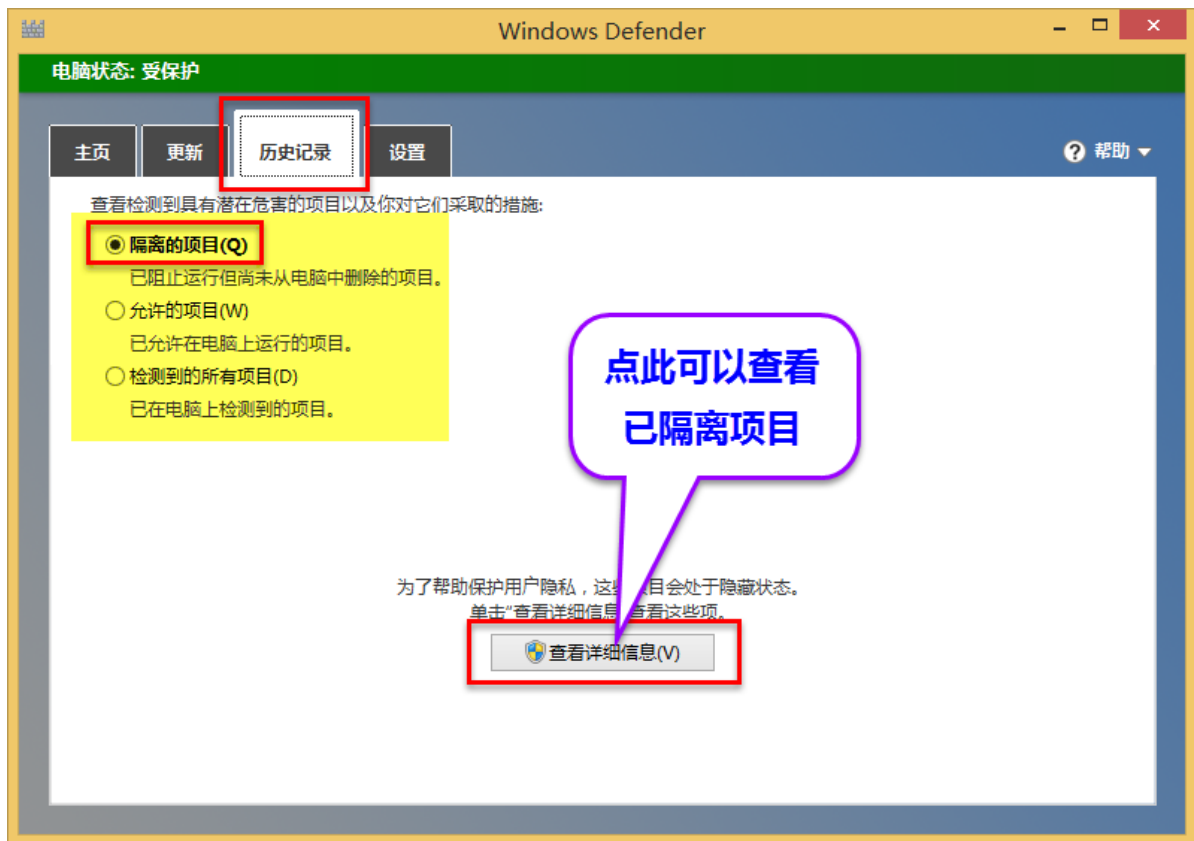 Windows Defender
电脑状态: 受保护
主页
更新
历史记录
设置
帮助
查看检测到具有潜在危害的项目以及你对它们采取的措施:
隔离的项目(Q)
已阻止运行但尚未从电脑中删除的项目。
允许的项目(W)
已允许在电脑上运行的项目。
检测到的所有项目(D)
已在电脑上检测到的项目。
点此可以查看
已隔离项目
为了帮助保护用户隐私，这些项目会处于隐藏状态。
单击"查看详细信息"查看这些项。
查看详细信息(V)